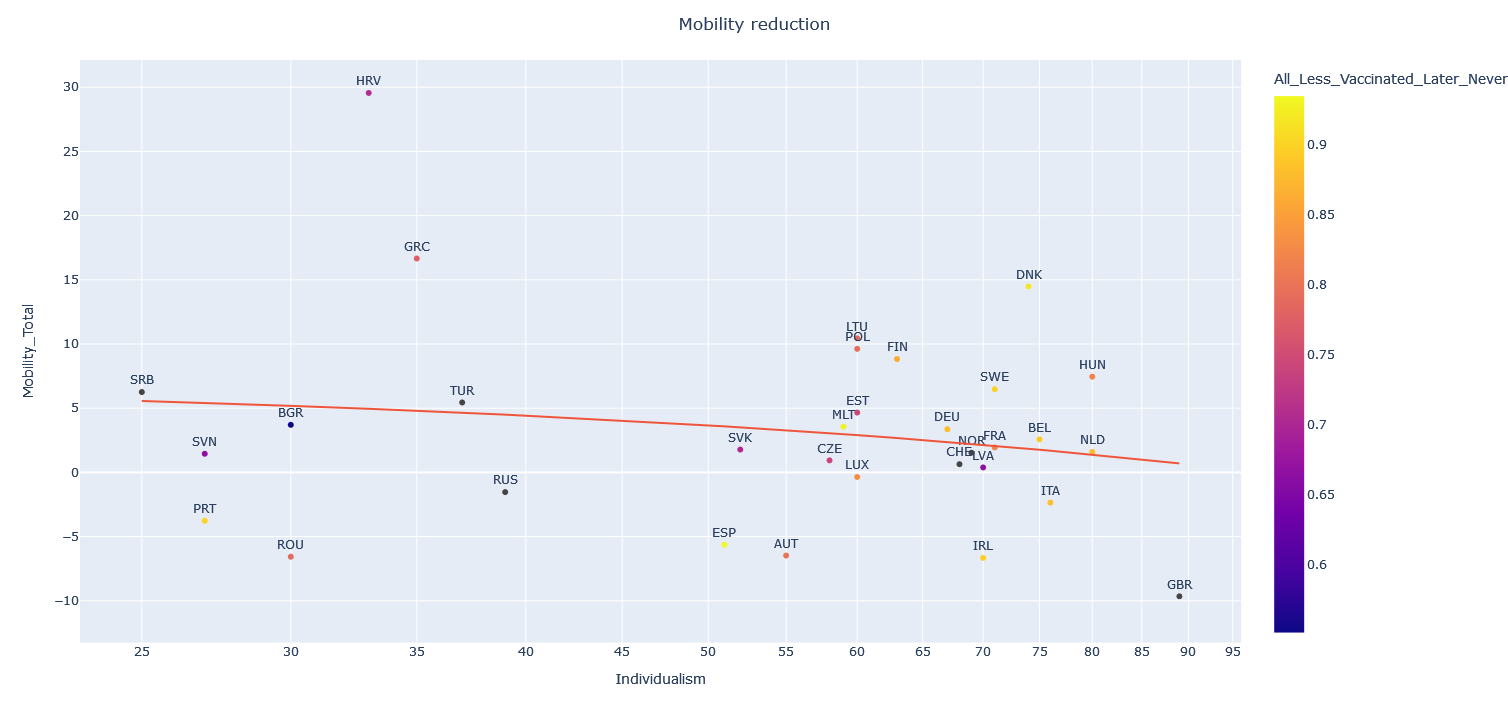 Mobility reduction
All_Less_Vaccinated_Later_Never
Mobility_Total
30
25
20
15
10
5
0
−5
−10
HRV
GRC
DNK
LTU
POL
FIN
HUN
SWE
SRB
TUR
EST
BGR
MLT
DEU
BEL
FRA
NOR
NLD
SVN
SVK
CZE
CHE
LVA
LUX
RUS
ITA
PRT
ESP
ROU
AUT
IRL
GBR
0.9
0.85
0.8
0.75
0.7
0.65
0.6
25 30 35 40 45 50 55 60 65 70 75 80 85 90 95
Individualism